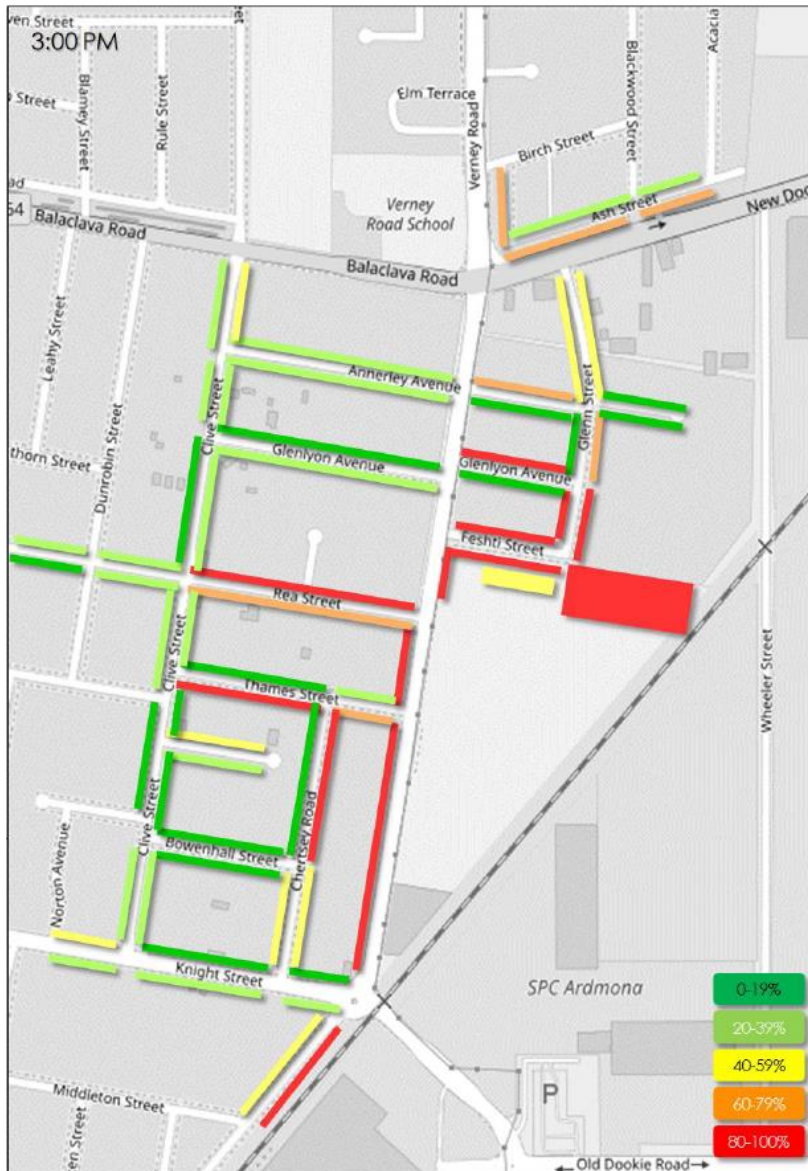 ven Street
3:00 PM
Blamey Street
Rule Street
Street
Elm Terrace
Verney Road
Blackwood Street
Acacia
Birch Street
Verney
Road School
Ash Street
New Doo
64
Balaclava Road
Balaclava Road
Leahy Street
Dunrobin Street
Clive Street
Annerley Avenue
Glenn Street
thorn Street
Glenlyon Avenue
Glenlyon Avenue
Feshti Street
Rea Street
Clive Street
Thames Street
Wheeler Street
Norton Avenue
Clive Street
Bowenhall Street
Chertsey Road
Knight Street
SPC Ardmona
0-19%
20-39%
40-59%
60-79%
80-100%
Middleton Street
P
en Street
Old Dookie Road